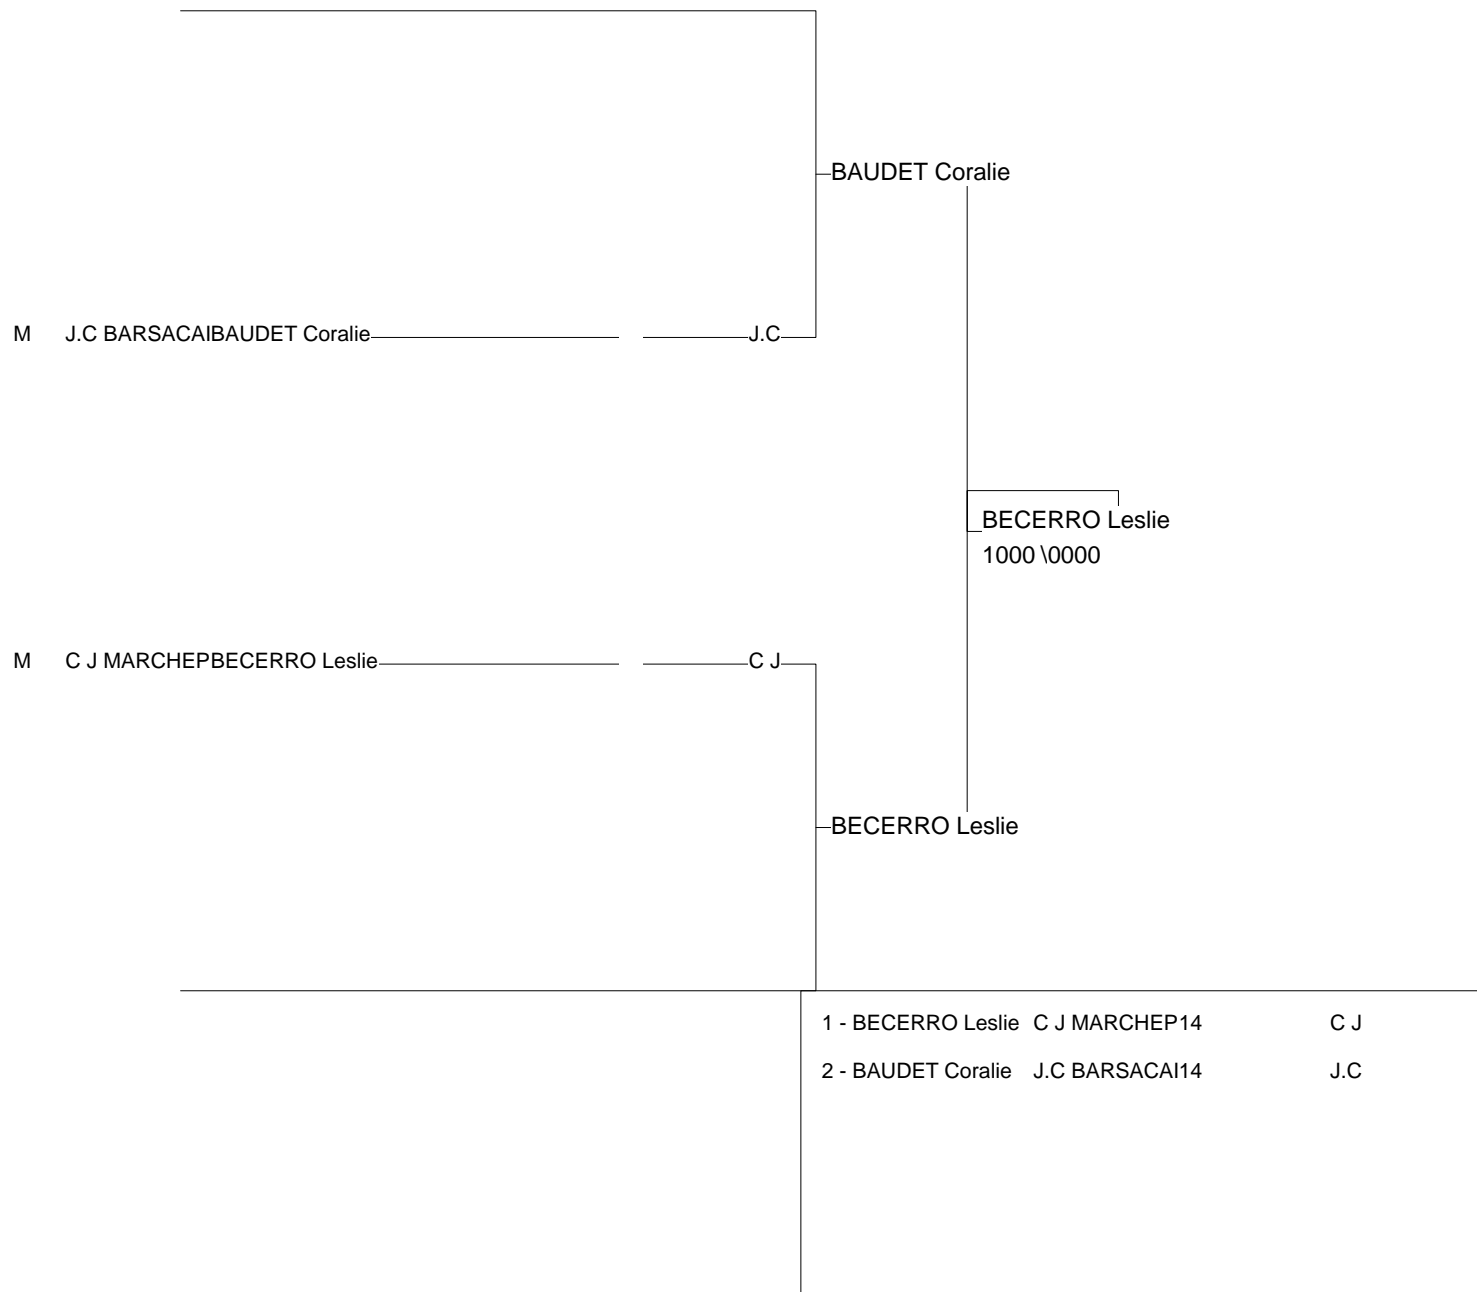 BAUDET Coralie
M J.C BARSACAIBAUDET Coralie J.C
BECERRO Leslie
1000 \0000
M C J MARCHEPBECERRO Leslie C J
BECERRO Leslie
1 - BECERRO Leslie C J MARCHEP14 C J
2 - BAUDET Coralie J.C BARSACAI14 J.C